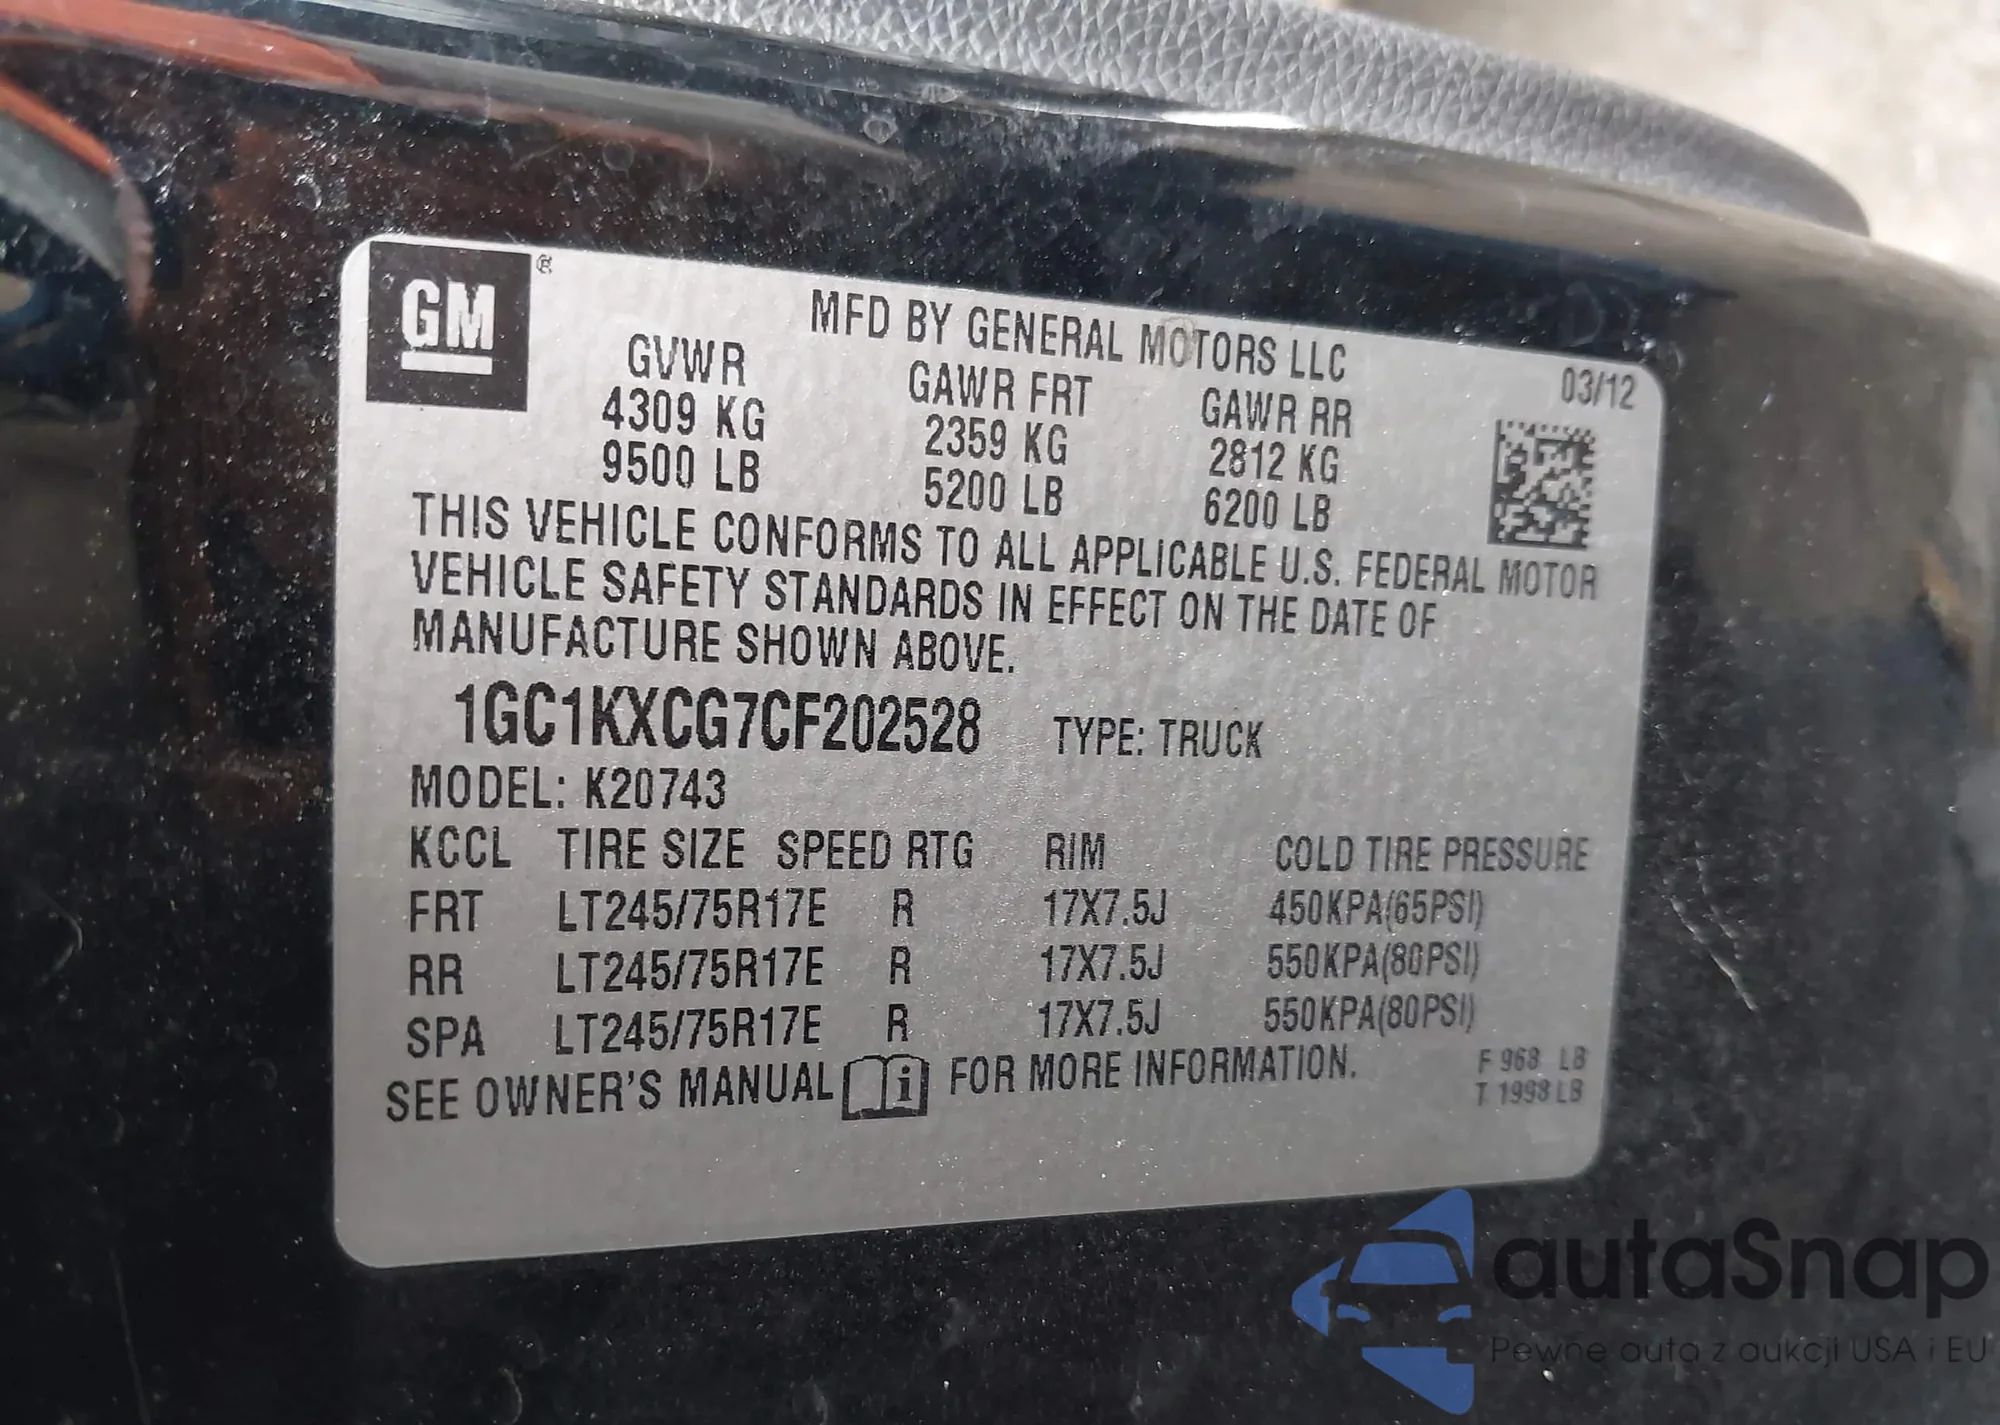 GM ®
MFD BY GENERAL MOTORS LLC
03/12
GVWR GAWR FRT GAWR RR
4309 KG 2359 KG 2812 KG
9500 LB 5200 LB 6200 LB
THIS VEHICLE CONFORMS TO ALL APPLICABLE U.S. FEDERAL MOTOR
VEHICLE SAFETY STANDARDS IN EFFECT ON THE DATE OF
MANUFACTURE SHOWN ABOVE.
1GC1KXCG7CF202528 TYPE: TRUCK
MODEL: K20743
KCCL TIRE SIZE SPEED RTG RIM COLD TIRE PRESSURE
FRT LT245/75R17E R 17X7.5J 450KPA(65PSI)
RR LT245/75R17E R 17X7.5J 550KPA(80PSI)
SPA LT245/75R17E R 17X7.5J 550KPA(80PSI)
SEE OWNER'S MANUAL i FOR MORE INFORMATION.
F 968 LB
T 1998 LB
autaSnap
Pewne auta z aukcji USA i EU